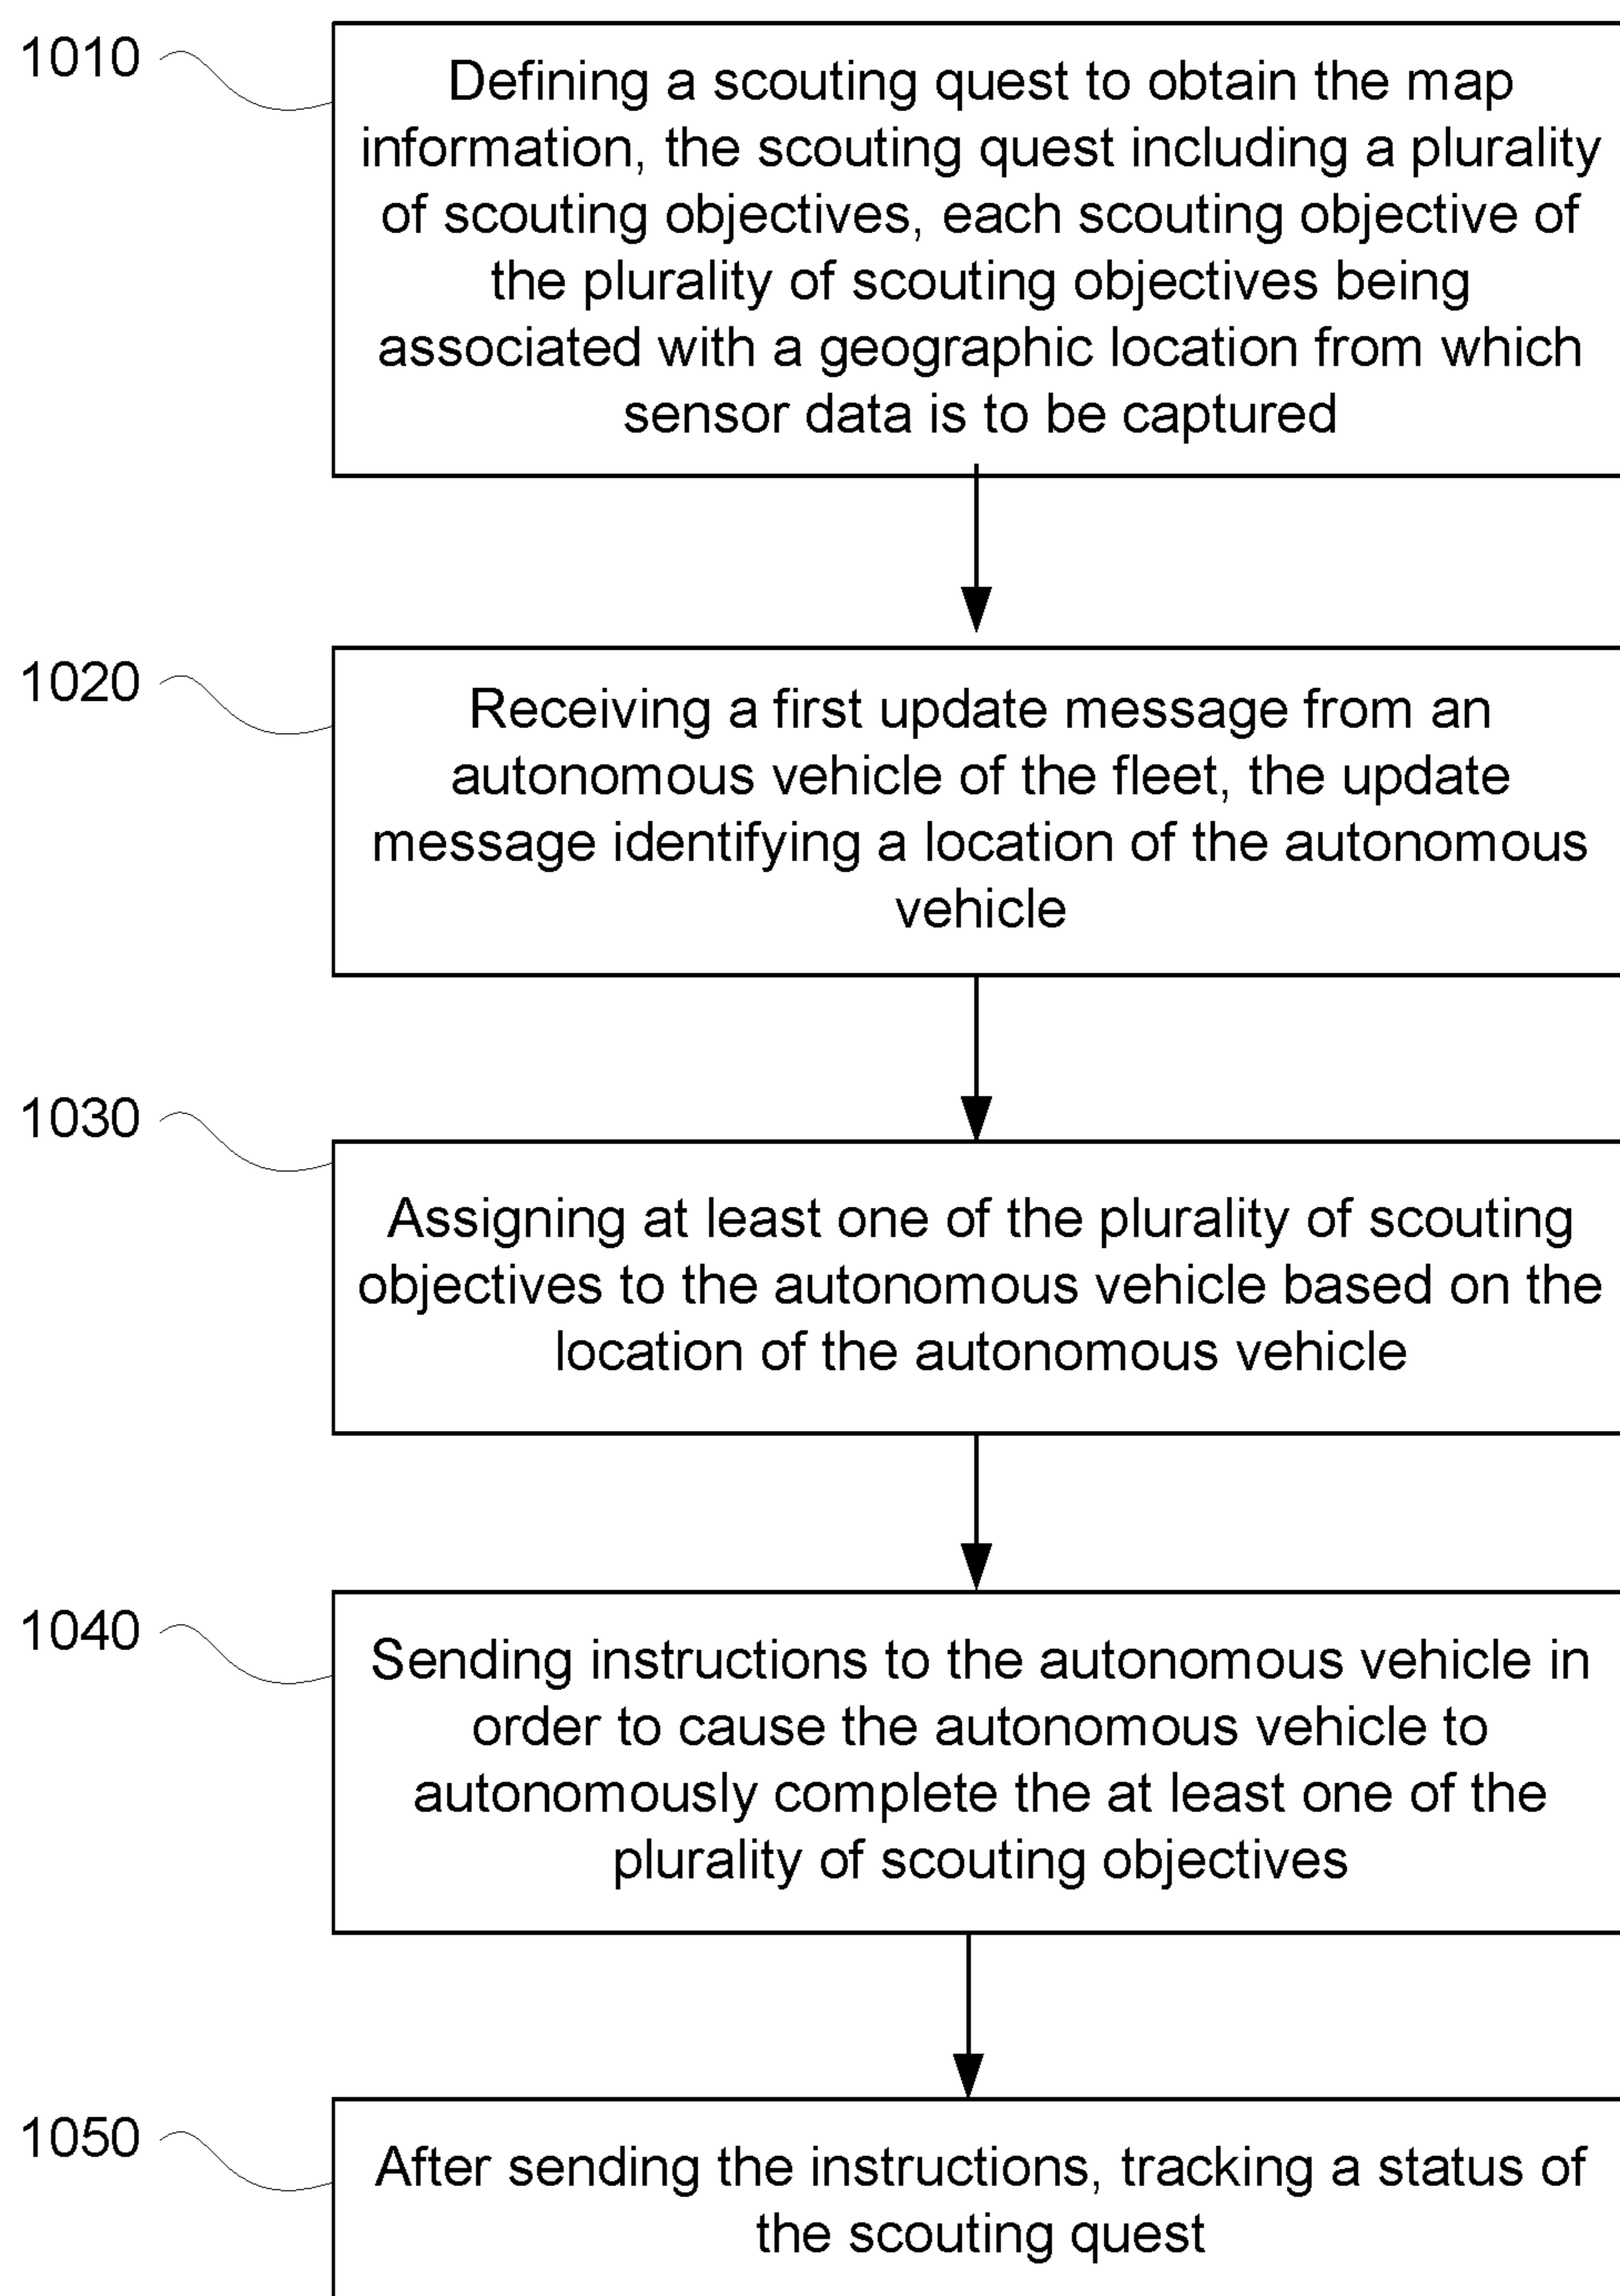 1010
Defining a scouting quest to obtain the map
information, the scouting quest including a plurality
of scouting objectives, each scouting objective of
the plurality of scouting objectives being
associated with a geographic location from which
sensor data is to be captured
1020
Receiving a first update message from an
autonomous vehicle of the fleet, the update
message identifying a location of the autonomous
vehicle
1030
Assigning at least one of the plurality of scouting
objectives to the autonomous vehicle based on the
location of the autonomous vehicle
1040
Sending instructions to the autonomous vehicle in
order to cause the autonomous vehicle to
autonomously complete the at least one of the
plurality of scouting objectives
1050
After sending the instructions, tracking a status of
the scouting quest